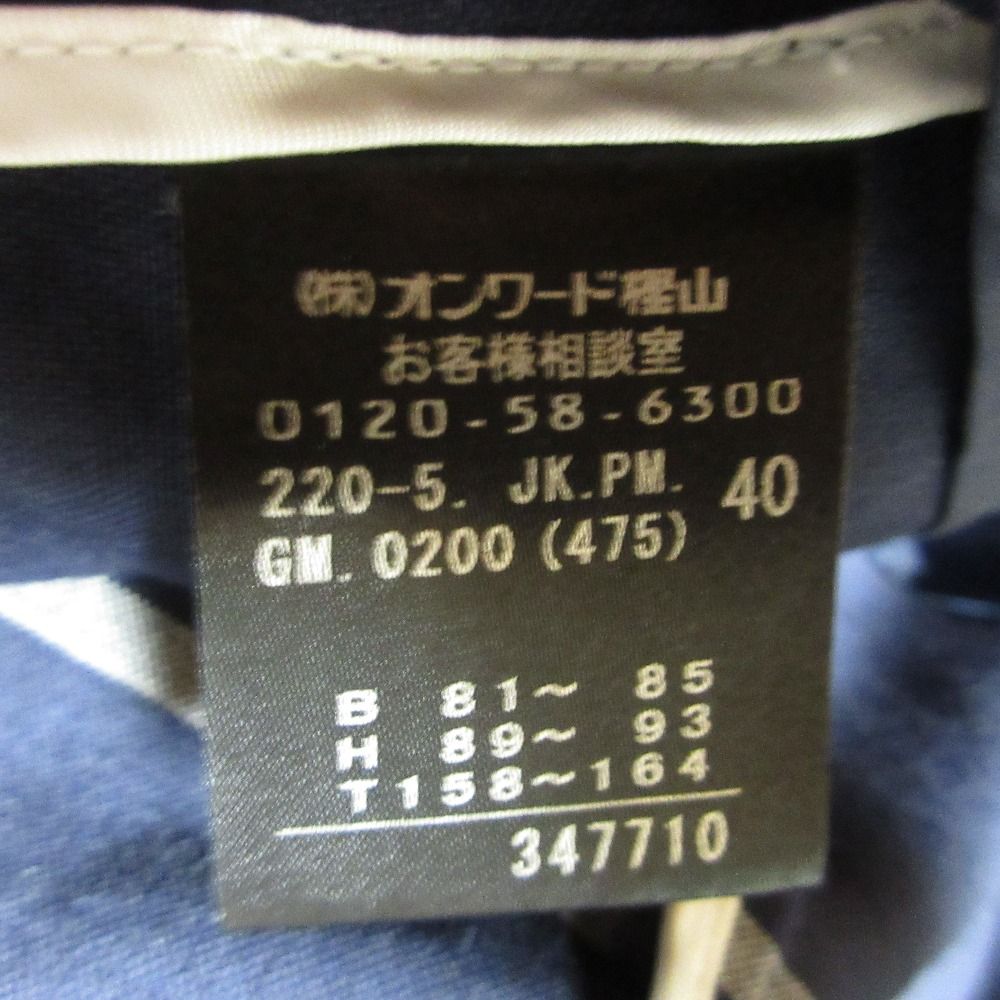 (株)オンワード樫山
お客様相談室
0120-58-6300
220-5. JK.PM. 40
GM. 0200 (475)
B 81～ 85
H 89～ 93
T158～164
347710